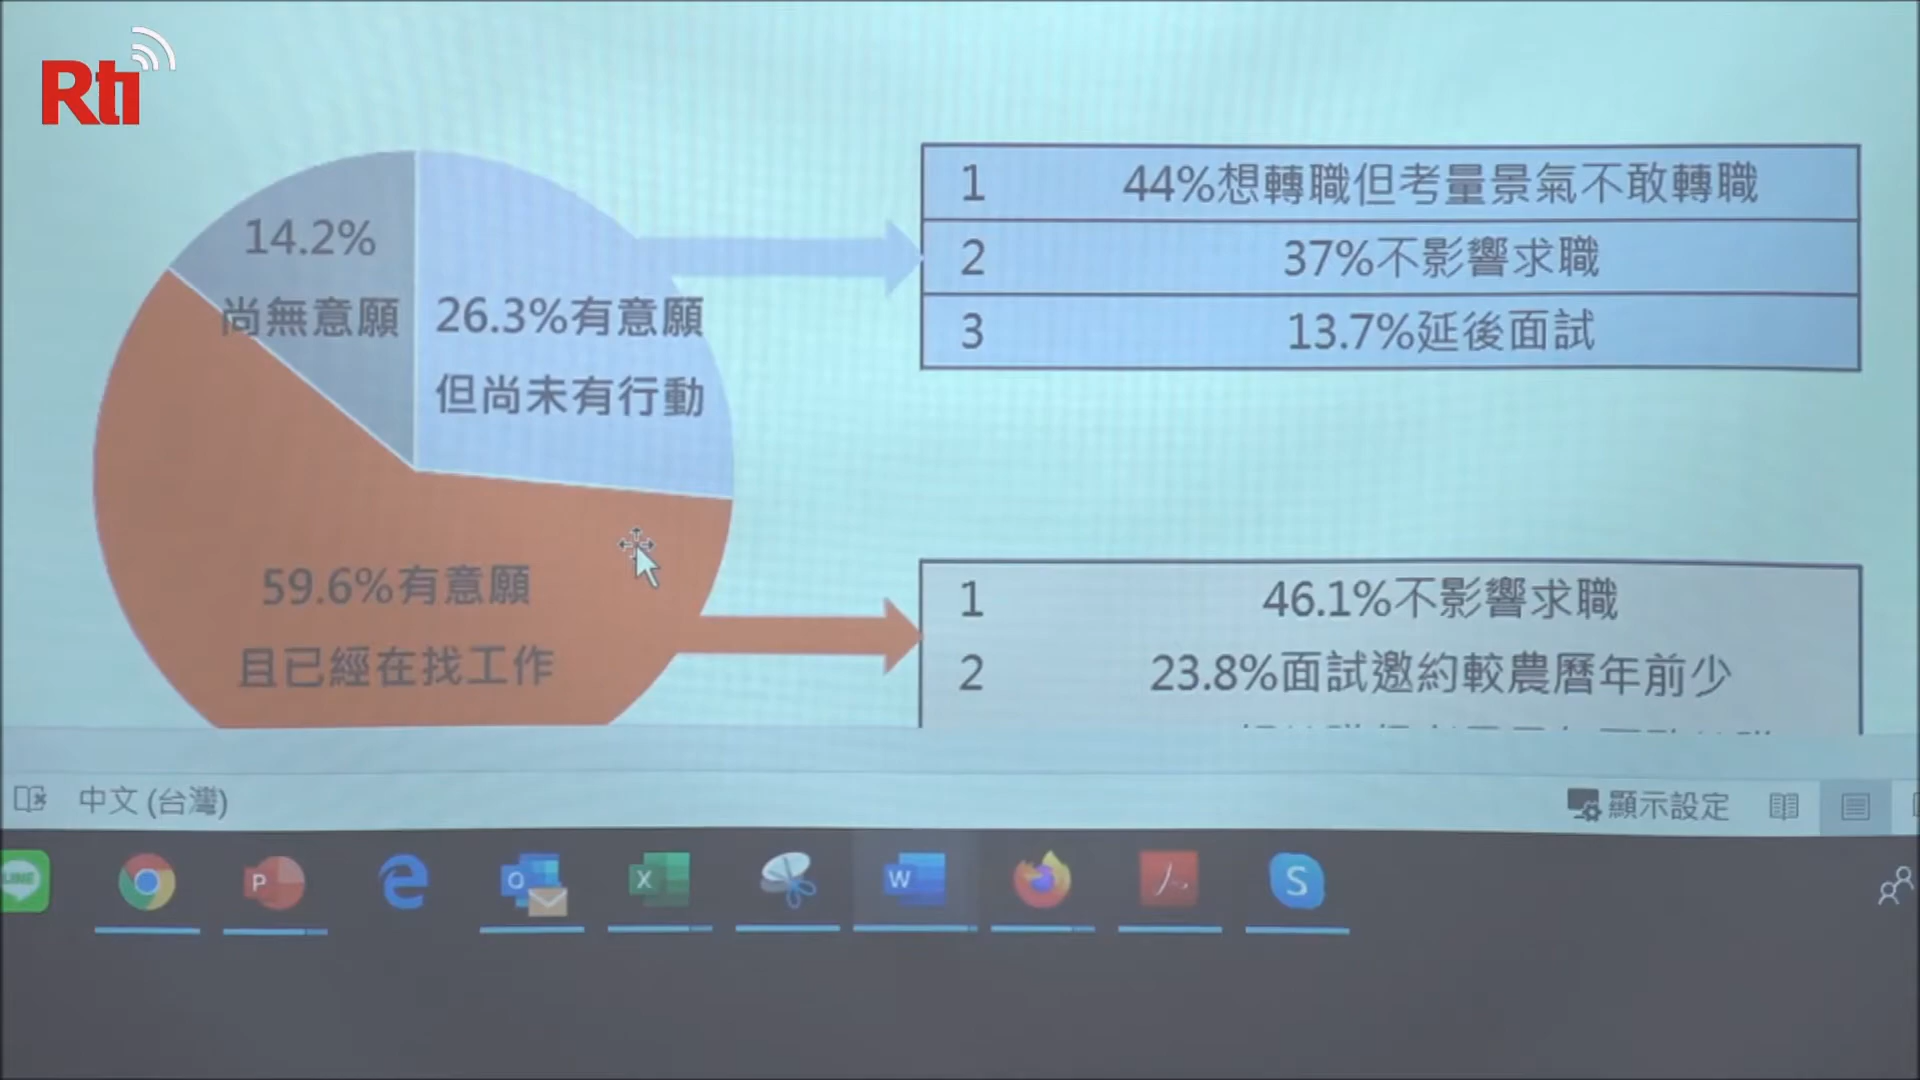 Rti
14.2%
尚無意願
26.3%有意願
但尚未有行動
59.6%有意願
且已經在找工作
1 44%想轉職但考量景氣不敢轉職
2 37%不影響求職
3 13.7%延後面試
1 46.1%不影響求職
2 23.8%面試邀約較農曆年前少
中文 (台灣)
顯示設定
LINE
P
O
X
W
S